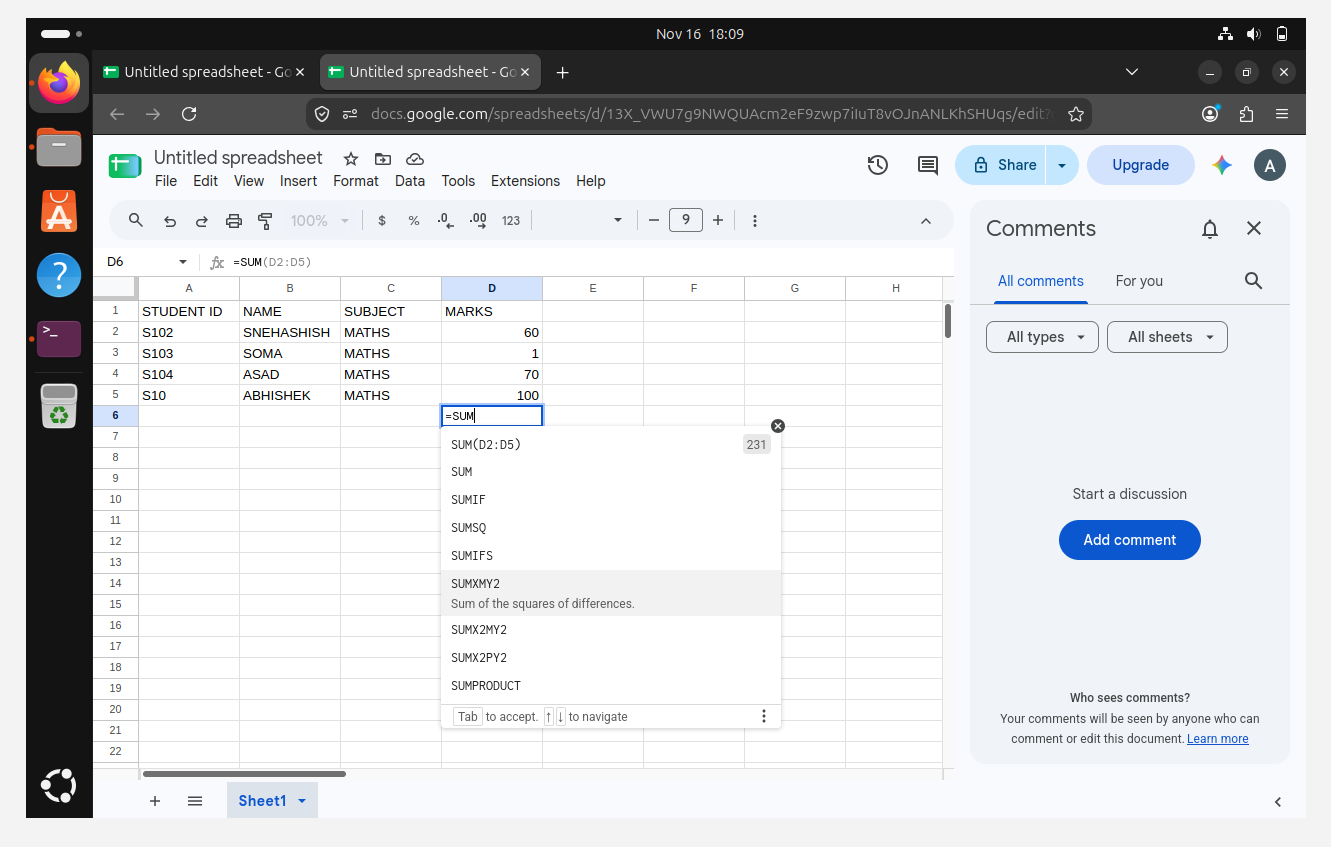 Nov 16 18:09
Untitled spreadsheet - Go
Untitled spreadsheet - Go
docs.google.com/spreadsheets/d/13X_VWU7g9NWQUAcm2eF9zwp7iIuT8vOJnANLKhSHUqs/edit?
Untitled spreadsheet
File Edit View Insert Format Data Tools Extensions Help
Share
Upgrade
A
100% $ % .0 .00 123 9
D6 fx =SUM(D2:D5)
A B C D E F G H
1 STUDENT ID NAME SUBJECT MARKS
2 S102 SNEHASHISH MATHS 60
3 S103 SOMA MATHS 1
4 S104 ASAD MATHS 70
5 S10 ABHISHEK MATHS 100
6 =SUM
7
8
9
10
11
12
13
14
15
16
17
18
19
20
21
22
SUM(D2:D5) 231
SUM
SUMIF
SUMSQ
SUMIFS
SUMXMY2
Sum of the squares of differences.
SUMX2MY2
SUMX2PY2
SUMPRODUCT
Tab to accept. ↑ ↓ to navigate
Sheet1
Comments
All comments For you
All types All sheets
Start a discussion
Add comment
Who sees comments?
Your comments will be seen by anyone who can
comment or edit this document. Learn more